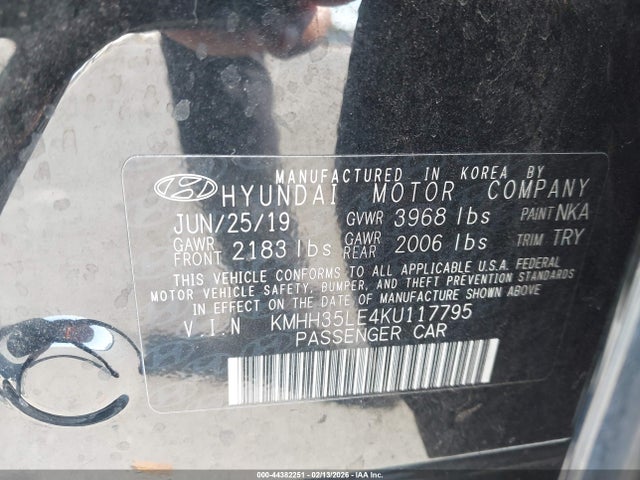 MANUFACTURED IN KOREA BY
HYUNDAI MOTOR COMPANY
JUN/25/19 GVWR 3968 lbs PAINT NKA
GAWR FRONT 2183 lbs GAWR REAR 2006 lbs TRIM TRY
THIS VEHICLE CONFORMS TO ALL APPLICABLE U.S.A. FEDERAL
MOTOR VEHICLE SAFETY, BUMPER, AND THEFT PREVENTION STANDARDS
IN EFFECT ON THE DATE OF MANUFACTURE SHOWN ABOVE
V.I.N KMHH35LE4KU117795
PASSENGER CAR
000-44382251 - 02/13/2026 - IAA Inc.